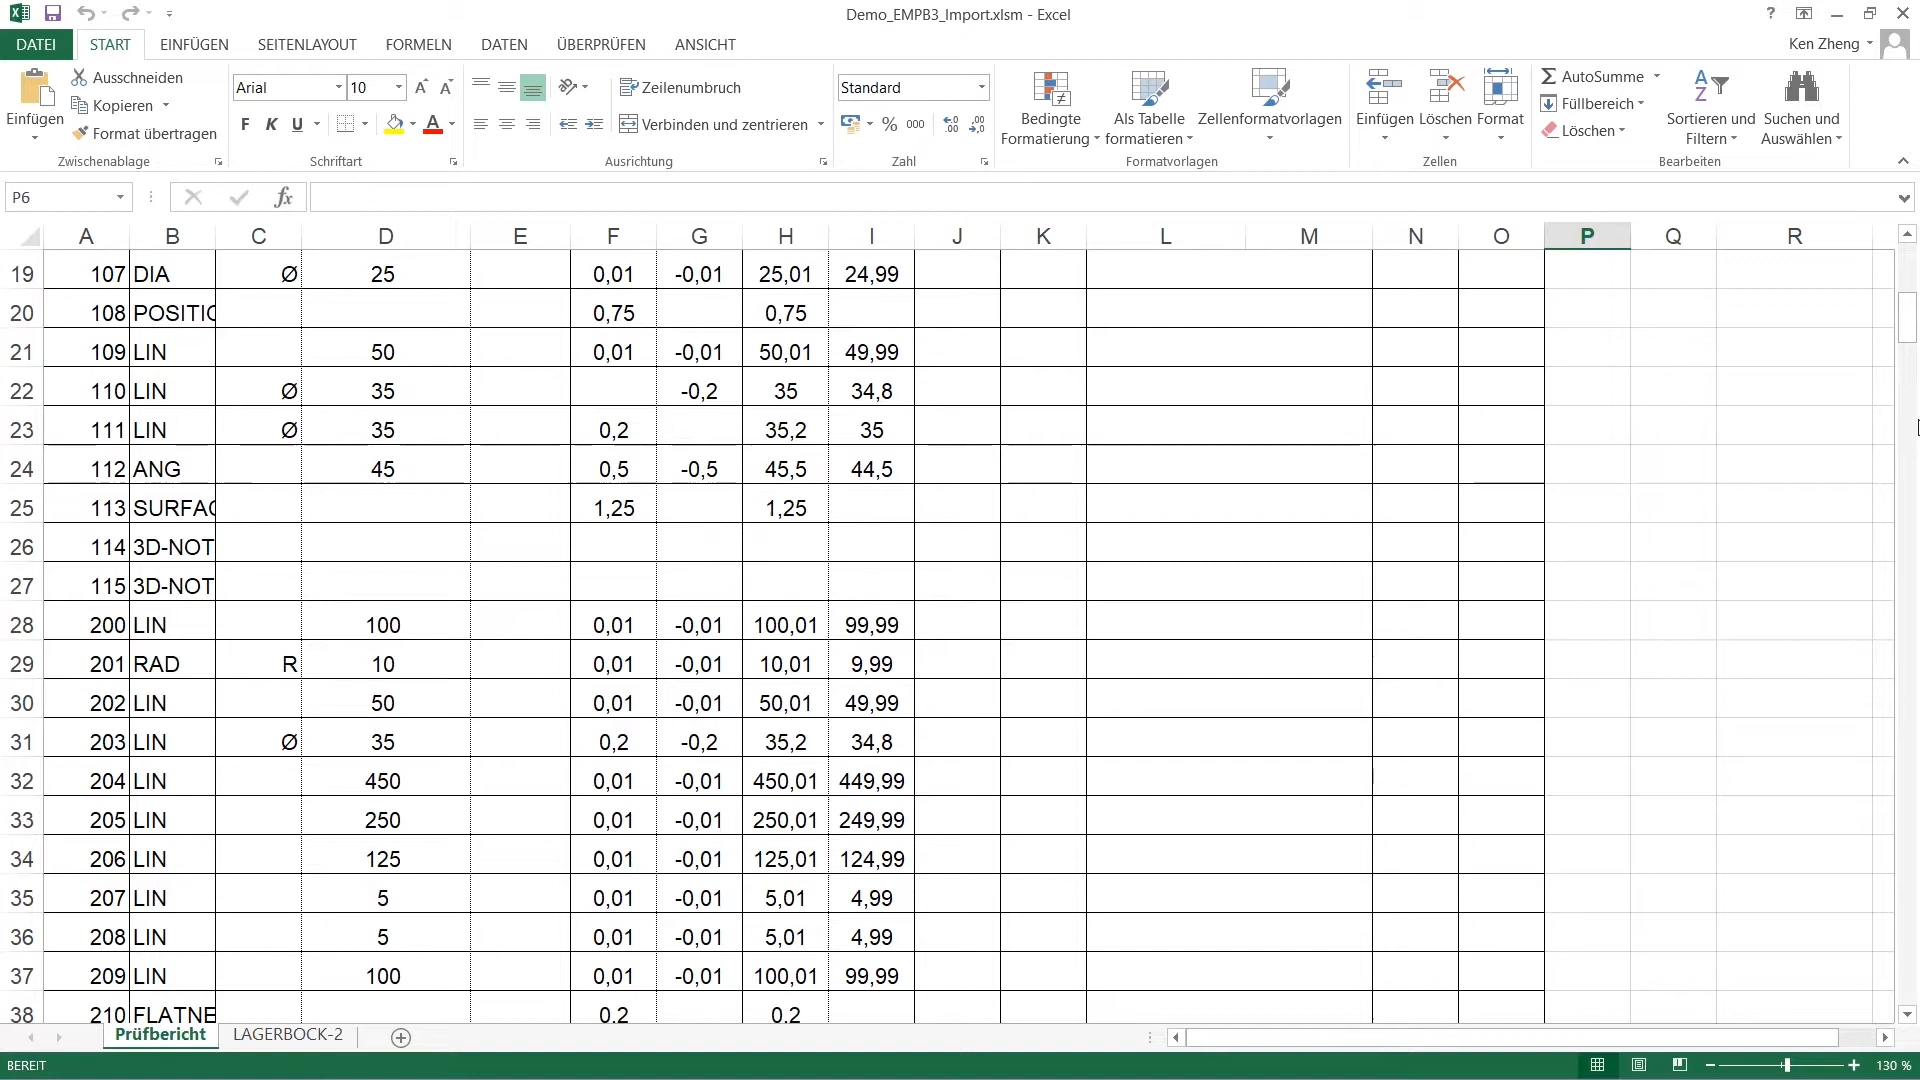 Demo_EMPB3_Import.xlsm - Excel
?
DATEI START EINFÜGEN SEITENLAYOUT FORMELN DATEN ÜBERPRÜFEN ANSICHT Ken Zheng
Einfügen
Ausschneiden
Kopieren
Format übertragen
Zwischenablage
Arial 10
F K U
Schriftart
Zeilenumbruch
Verbinden und zentrieren
Ausrichtung
Standard
% 000
Zahl
Bedingte Formatierung
Als Tabelle formatieren
Zellenformatvorlagen
Formatvorlagen
Einfügen Löschen Format
Zellen
AutoSumme
Füllbereich
Löschen
Sortieren und Filtern
Suchen und Auswählen
Bearbeiten
P6 fx
A B C D E F G H I J K L M N O P Q R
19 107 DIA Ø 25 0,01 -0,01 25,01 24,99
20 108 POSITIO 0,75 0,75
21 109 LIN 50 0,01 -0,01 50,01 49,99
22 110 LIN Ø 35 -0,2 35 34,8
23 111 LIN Ø 35 0,2 35,2 35
24 112 ANG 45 0,5 -0,5 45,5 44,5
25 113 SURFAC 1,25 1,25
26 114 3D-NOT
27 115 3D-NOT
28 200 LIN 100 0,01 -0,01 100,01 99,99
29 201 RAD R 10 0,01 -0,01 10,01 9,99
30 202 LIN 50 0,01 -0,01 50,01 49,99
31 203 LIN Ø 35 0,2 -0,2 35,2 34,8
32 204 LIN 450 0,01 -0,01 450,01 449,99
33 205 LIN 250 0,01 -0,01 250,01 249,99
34 206 LIN 125 0,01 -0,01 125,01 124,99
35 207 LIN 5 0,01 -0,01 5,01 4,99
36 208 LIN 5 0,01 -0,01 5,01 4,99
37 209 LIN 100 0,01 -0,01 100,01 99,99
38 210 FLATNE 0,2 0,2
Prüfbericht LAGERBOCK-2
BEREIT 130 %